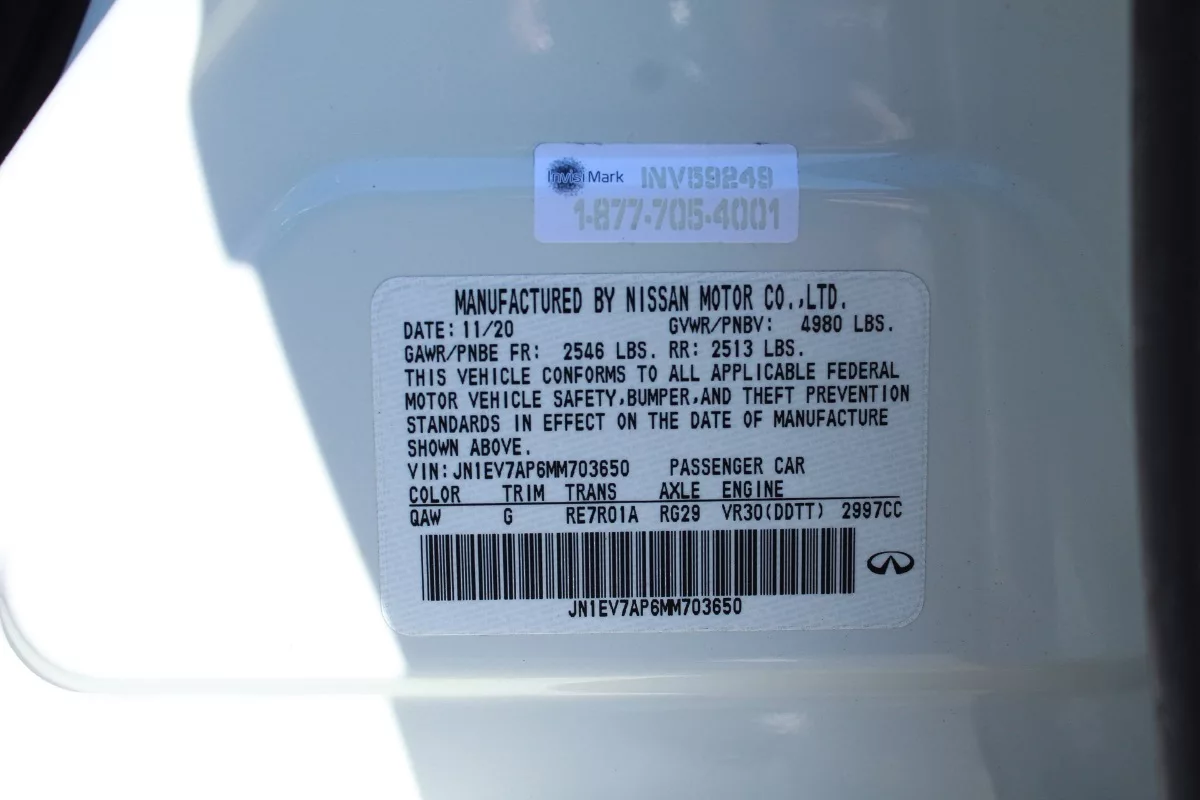 InvisiMark INV59249
1-877-705-4001
MANUFACTURED BY NISSAN MOTOR CO.,LTD.
DATE: 11/20 GVWR/PNBV: 4980 LBS.
GAWR/PNBE FR: 2546 LBS. RR: 2513 LBS.
THIS VEHICLE CONFORMS TO ALL APPLICABLE FEDERAL
MOTOR VEHICLE SAFETY,BUMPER,AND THEFT PREVENTION
STANDARDS IN EFFECT ON THE DATE OF MANUFACTURE
SHOWN ABOVE.
VIN: JN1EV7AP6MM703650 PASSENGER CAR
COLOR TRIM TRANS AXLE ENGINE
QAW G RE7R01A RG29 VR30(DDTT) 2997CC
JN1EV7AP6MM703650